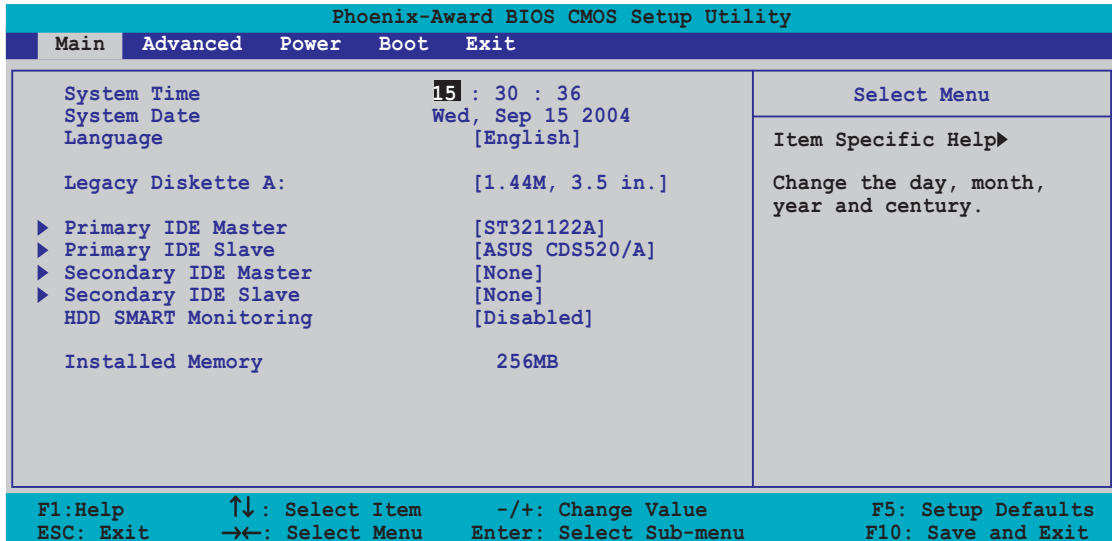 Phoenix-Award BIOS CMOS Setup Utility
Main Advanced Power Boot Exit
System Time 15 : 30 : 36
System Date Wed, Sep 15 2004
Language [English]
Legacy Diskette A: [1.44M, 3.5 in.]
Primary IDE Master [ST321122A]
Primary IDE Slave [ASUS CDS520/A]
Secondary IDE Master [None]
Secondary IDE Slave [None]
HDD SMART Monitoring [Disabled]
Installed Memory 256MB
Select Menu
Item Specific Help▶
Change the day, month,
year and century.
F1:Help ↑↓: Select Item -/+: Change Value F5: Setup Defaults
ESC: Exit →←: Select Menu Enter: Select Sub-menu F10: Save and Exit